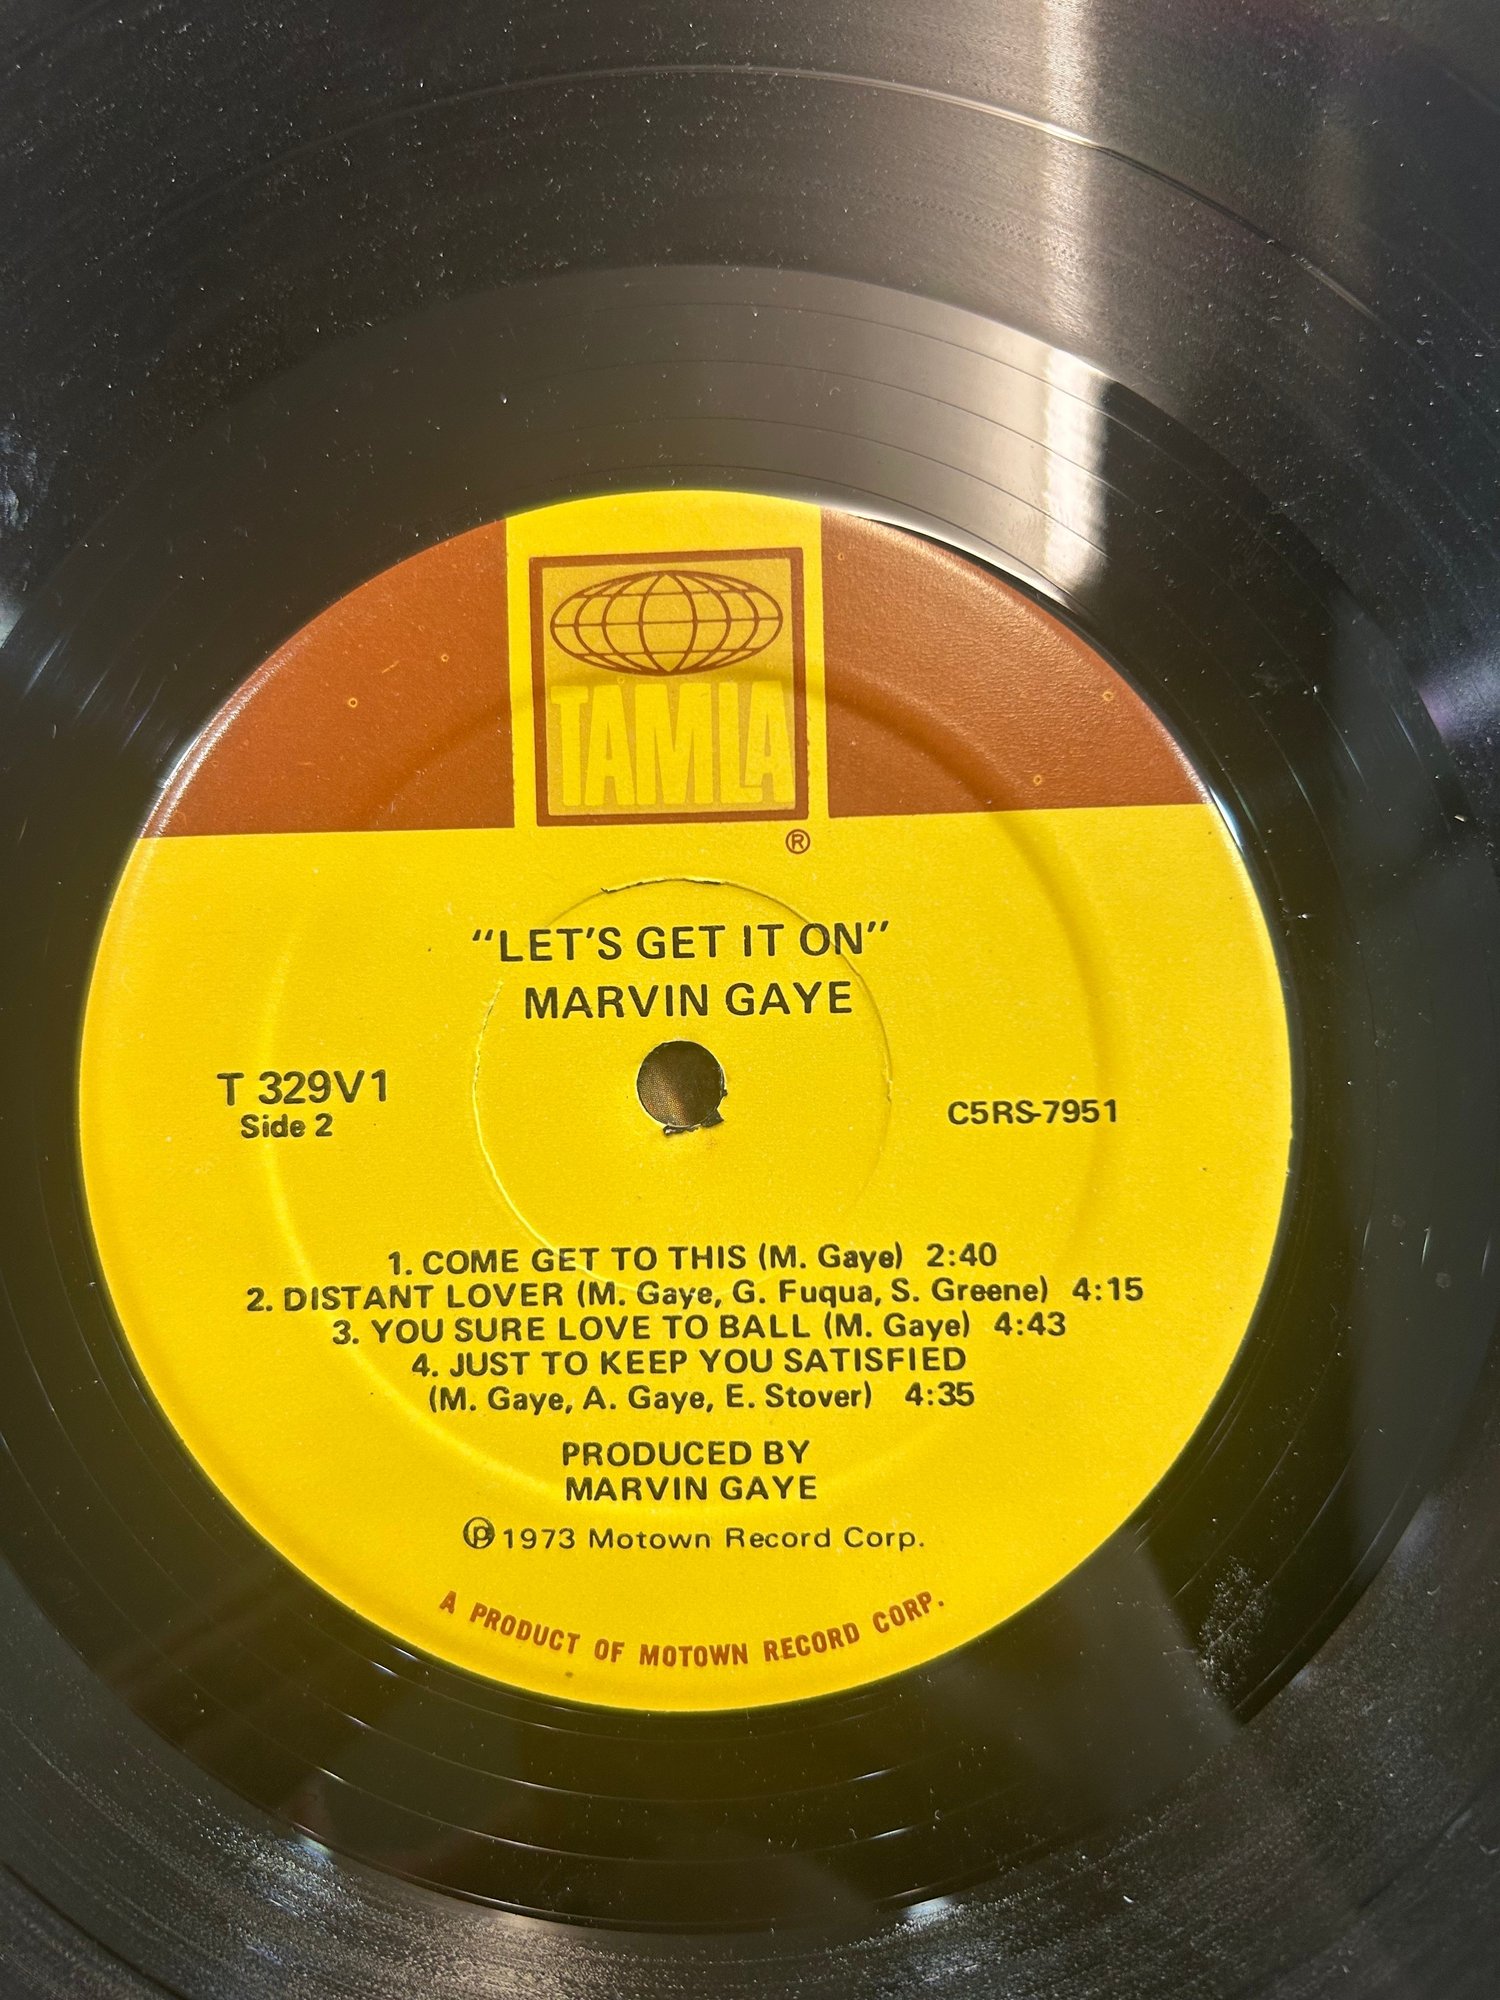 TAMLA
®
“LET'S GET IT ON”
MARVIN GAYE
T 329V1
Side 2
C5RS-7951
1. COME GET TO THIS (M. Gaye) 2:40
2. DISTANT LOVER (M. Gaye, G. Fuqua, S. Greene) 4:15
3. YOU SURE LOVE TO BALL (M. Gaye) 4:43
4. JUST TO KEEP YOU SATISFIED
(M. Gaye, A. Gaye, E. Stover) 4:35
PRODUCED BY
MARVIN GAYE
℗ 1973 Motown Record Corp.
A PRODUCT OF MOTOWN RECORD CORP.